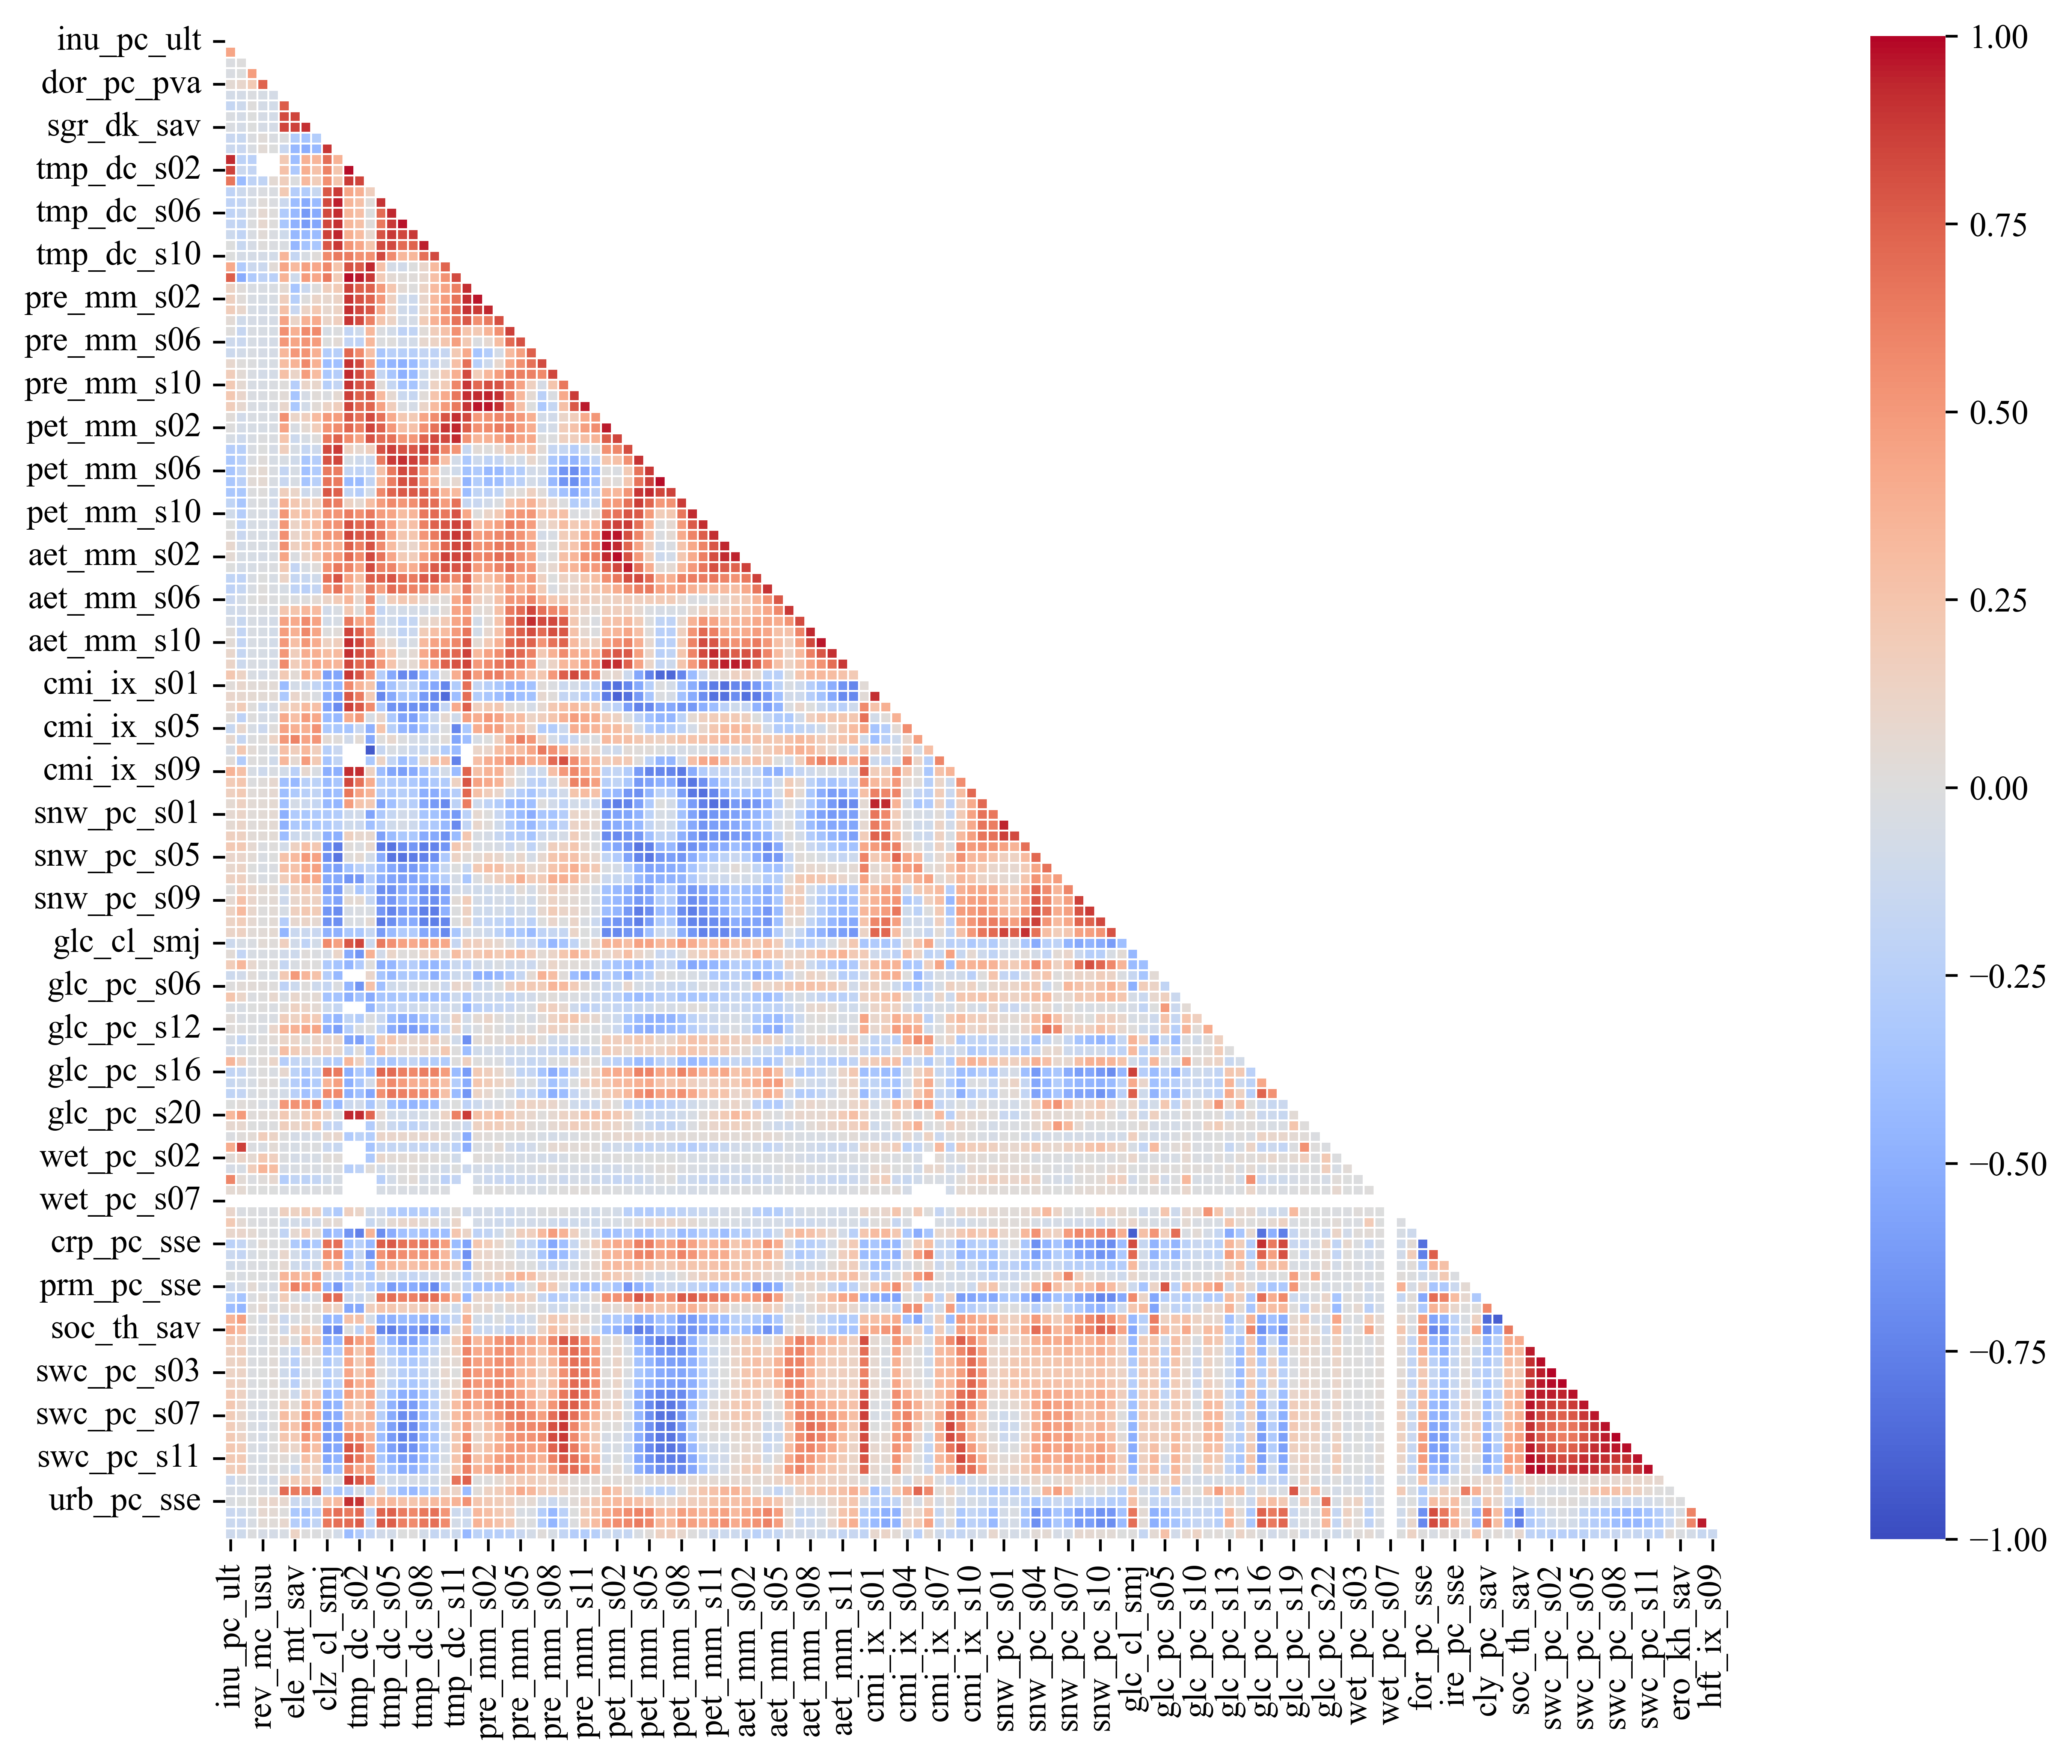 inu_pc_ult
dor_pc_pva
sgr_dk_sav
tmp_dc_s02
tmp_dc_s06
tmp_dc_s10
pre_mm_s02
pre_mm_s06
pre_mm_s10
pet_mm_s02
pet_mm_s06
pet_mm_s10
aet_mm_s02
aet_mm_s06
aet_mm_s10
cmi_ix_s01
cmi_ix_s05
cmi_ix_s09
snw_pc_s01
snw_pc_s05
snw_pc_s09
glc_cl_smj
glc_pc_s06
glc_pc_s12
glc_pc_s16
glc_pc_s20
wet_pc_s02
wet_pc_s07
crp_pc_sse
prm_pc_sse
soc_th_sav
swc_pc_s03
swc_pc_s07
swc_pc_s11
urb_pc_sse
inu_pc_ult
rev_mc_usu
ele_mt_sav
clz_cl_smj
tmp_dc_s02
tmp_dc_s05
tmp_dc_s08
tmp_dc_s11
pre_mm_s02
pre_mm_s05
pre_mm_s08
pre_mm_s11
pet_mm_s02
pet_mm_s05
pet_mm_s08
pet_mm_s11
aet_mm_s02
aet_mm_s05
aet_mm_s08
aet_mm_s11
cmi_ix_s01
cmi_ix_s04
cmi_ix_s07
cmi_ix_s10
snw_pc_s01
snw_pc_s04
snw_pc_s07
snw_pc_s10
glc_cl_smj
glc_pc_s05
glc_pc_s10
glc_pc_s13
glc_pc_s16
glc_pc_s19
glc_pc_s22
wet_pc_s03
wet_pc_s07
for_pc_sse
ire_pc_sse
cly_pc_sav
soc_th_sav
swc_pc_s02
swc_pc_s05
swc_pc_s08
swc_pc_s11
ero_kh_sav
hft_ix_s09
1.00
0.75
0.50
0.25
0.00
−0.25
−0.50
−0.75
−1.00